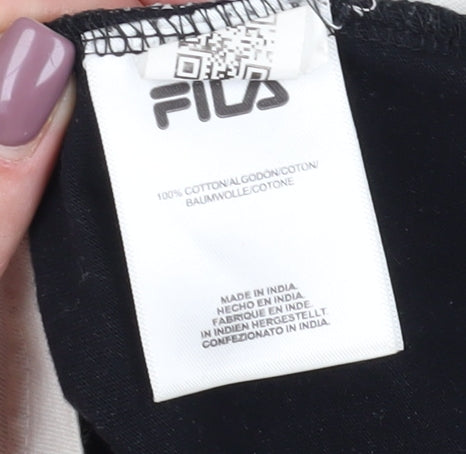 FILA
100% COTTON/ALGODÓN/COTON/
BAUMWOLLE/COTONE
MADE IN INDIA.
HECHO EN INDIA.
FABRIQUE EN INDE.
IN INDIEN HERGESTELLT.
CONFEZIONATO IN INDIA.